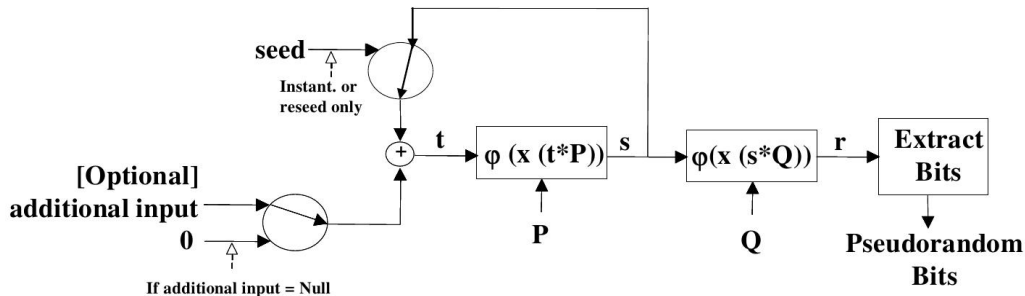 seed
Instant. or
reseed only
+
t
φ (x (t*P))
s
φ(x (s*Q))
r
Extract
Bits
[Optional]
additional input
0
P
Q
Pseudorandom
Bits
If additional input = Null